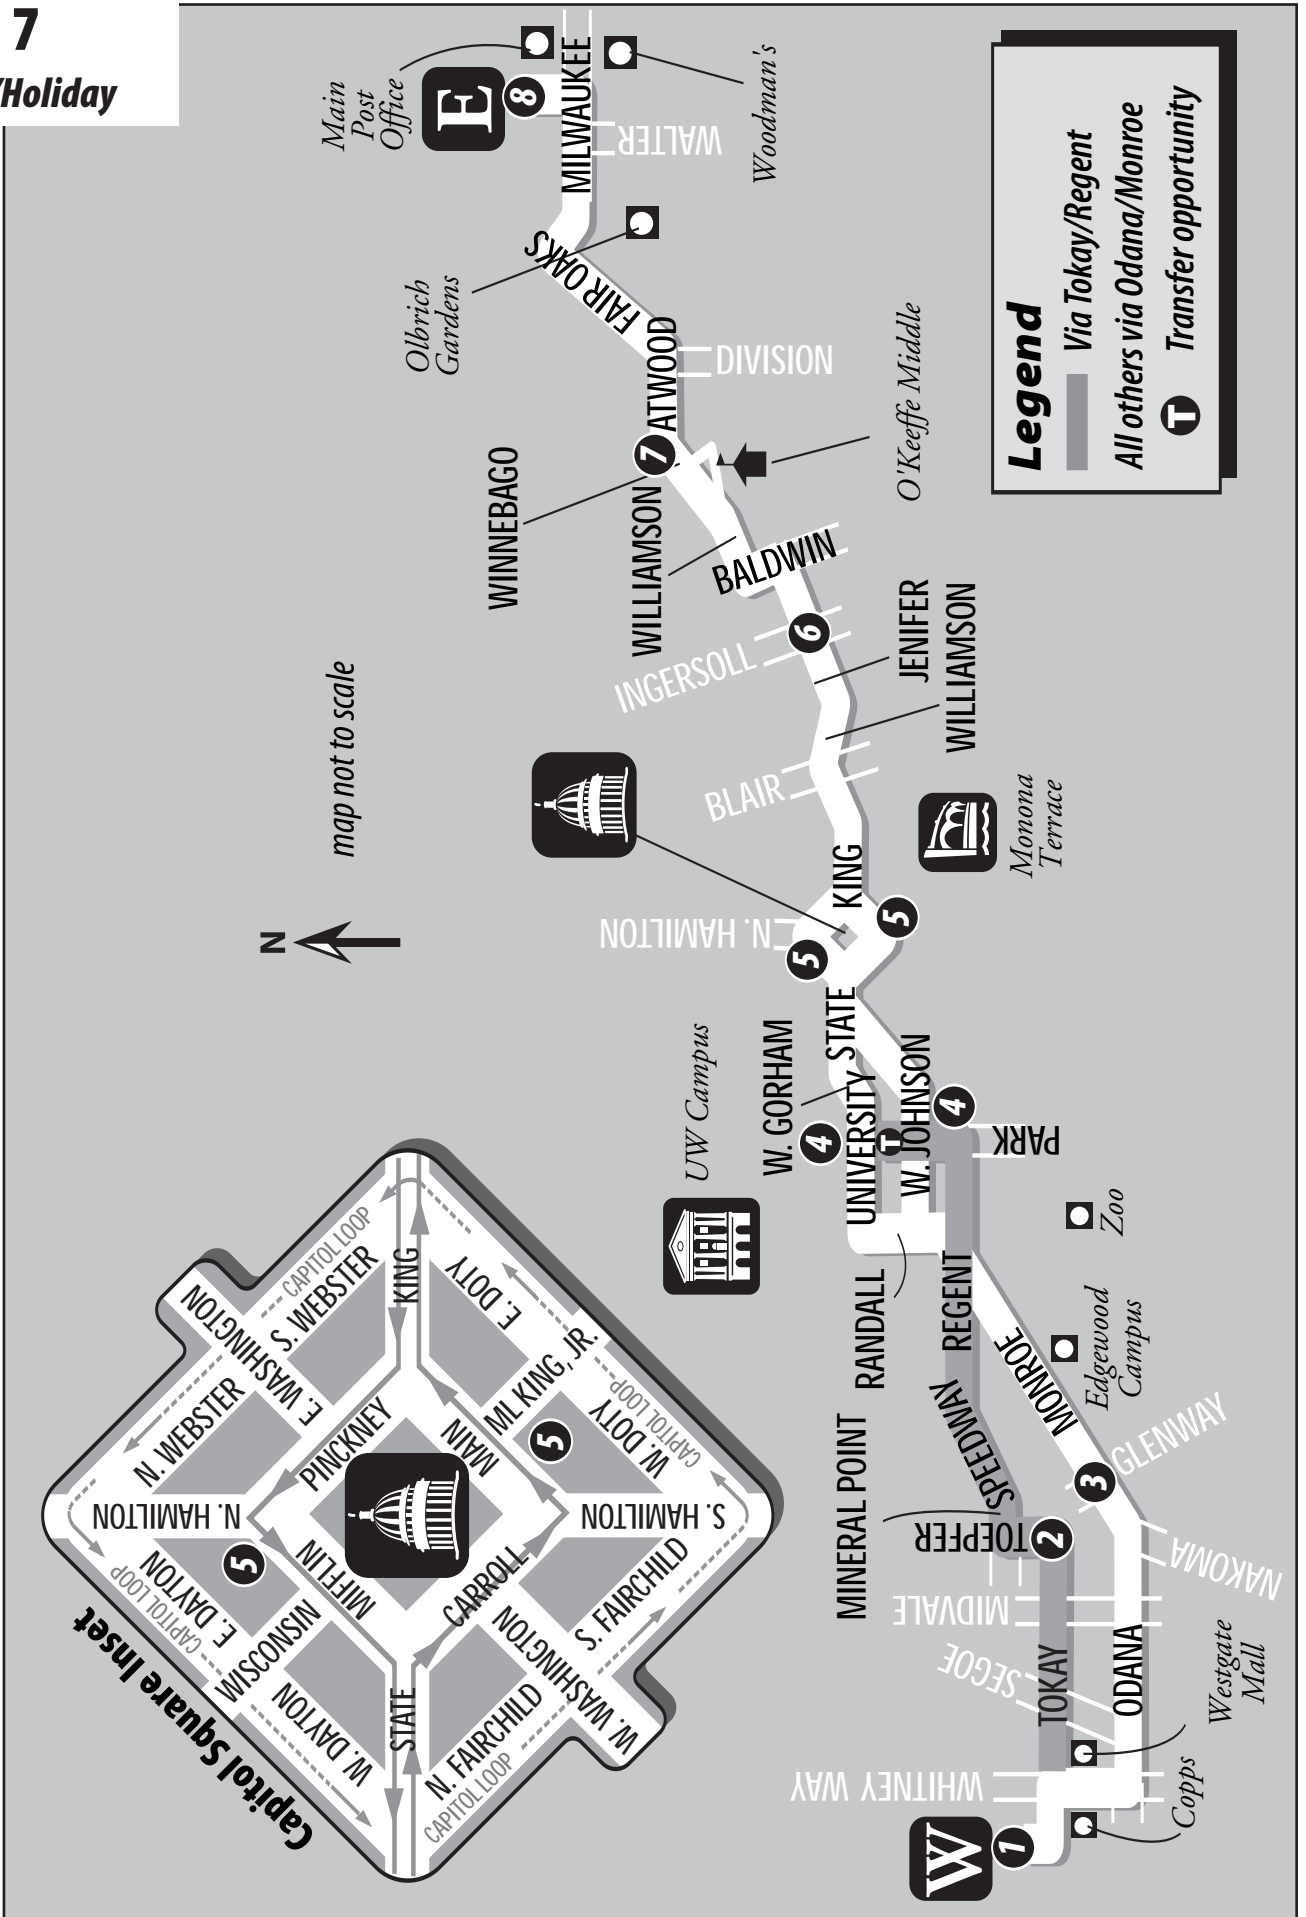 7
/Holiday
Main
Post
Office
E
8
MILWAUKEE
WALTER
Woodman's
Olbrich
Gardens
FAIR OAKS
ATWOOD
DIVISION
7
WINNEBAGO
WILLIAMSON
O'Keeffe Middle
BALDWIN
6
INGERSOLL
JENIFER
WILLIAMSON
BLAIR
map not to scale
N
KING
Monona
Terrace
N. HAMILTON
5
5
STATE
UW Campus
W. GORHAM
UNIVERSITY
W. JOHNSON
4
T
4
PARK
Zoo
RANDALL
REGENT
MONROE
Edgewood
Campus
SPEEDWAY
MINERAL POINT
TOEPFER
2
3
GLENWAY
NAKOMA
MIDVALE
SEGOE
TOKAY
ODANA
Westgate
Mall
WHITNEY WAY
Copps
W
1
Legend
Via Tokay/Regent
All others via Odana/Monroe
T Transfer opportunity
Capitol Square Inset
CAPITOL LOOP
S. WEBSTER
E. WASHINGTON
N. WEBSTER
KING
E. DOTY
PINCKNEY
MAIN
ML KING, JR.
5
W. DOTY
CAPITOL LOOP
N. HAMILTON
5
MIFFLIN
CARROLL
S. HAMILTON
E. DAYTON
CAPITOL LOOP
WISCONSIN
W. DAYTON
STATE
N. FAIRCHILD
CAPITOL LOOP
W. WASHINGTON
S. FAIRCHILD